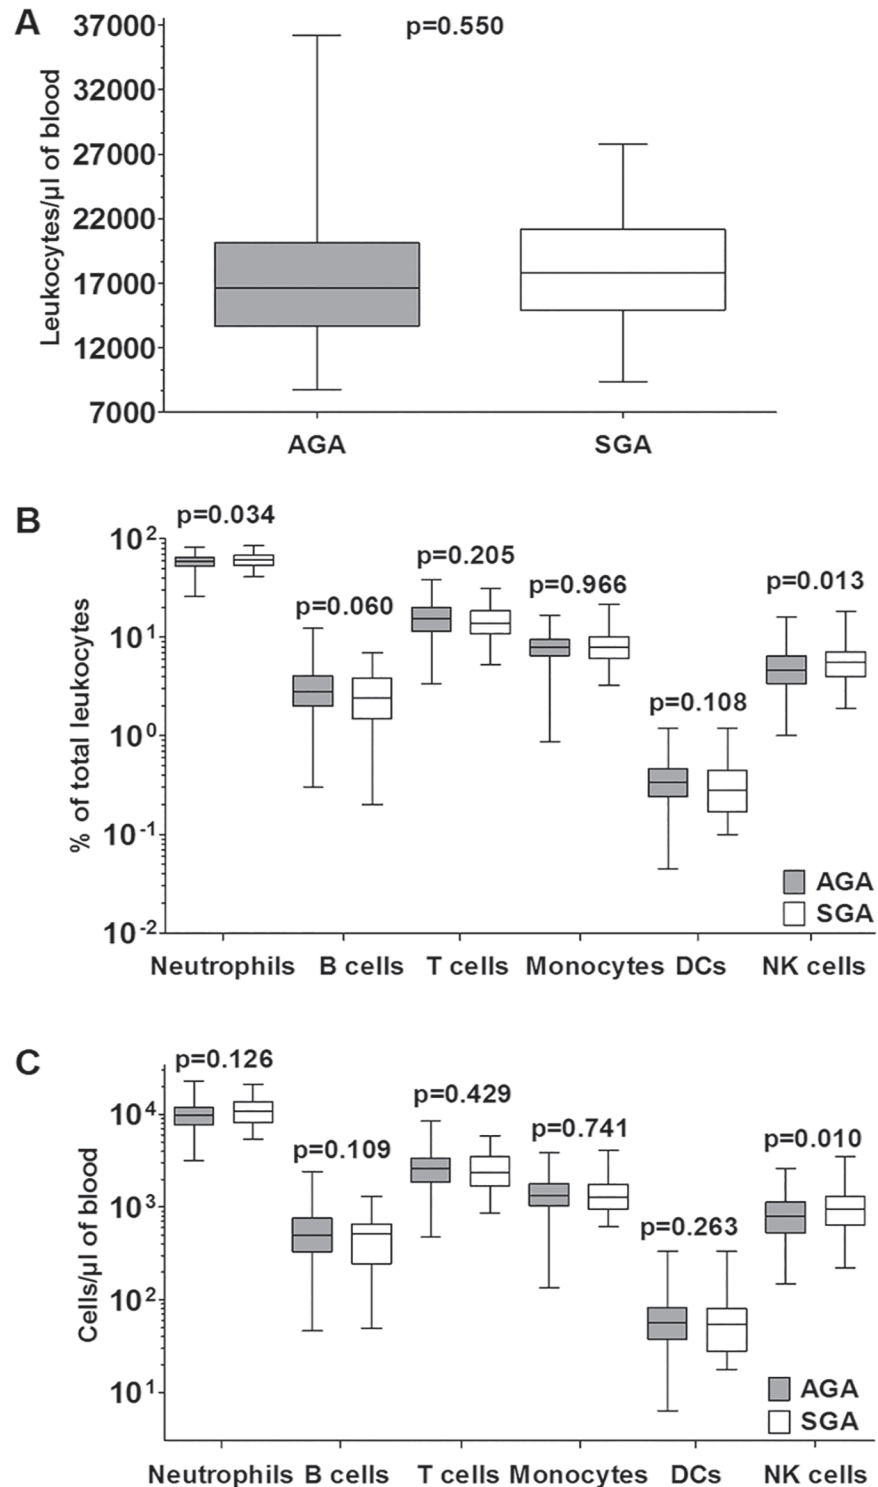 A
p=0.550
Leukocytes/µl of blood
37000
32000
27000
22000
17000
12000
7000
AGA SGA
B
p=0.034
p=0.060
p=0.205
p=0.966
p=0.108
p=0.013
% of total leukocytes
10²
10¹
10⁰
10⁻¹
10⁻²
AGA
SGA
Neutrophils B cells T cells Monocytes DCs NK cells
C
p=0.126
p=0.109
p=0.429
p=0.741
p=0.263
p=0.010
Cells/µl of blood
10⁴
10³
10²
10¹
AGA
SGA
Neutrophils B cells T cells Monocytes DCs NK cells